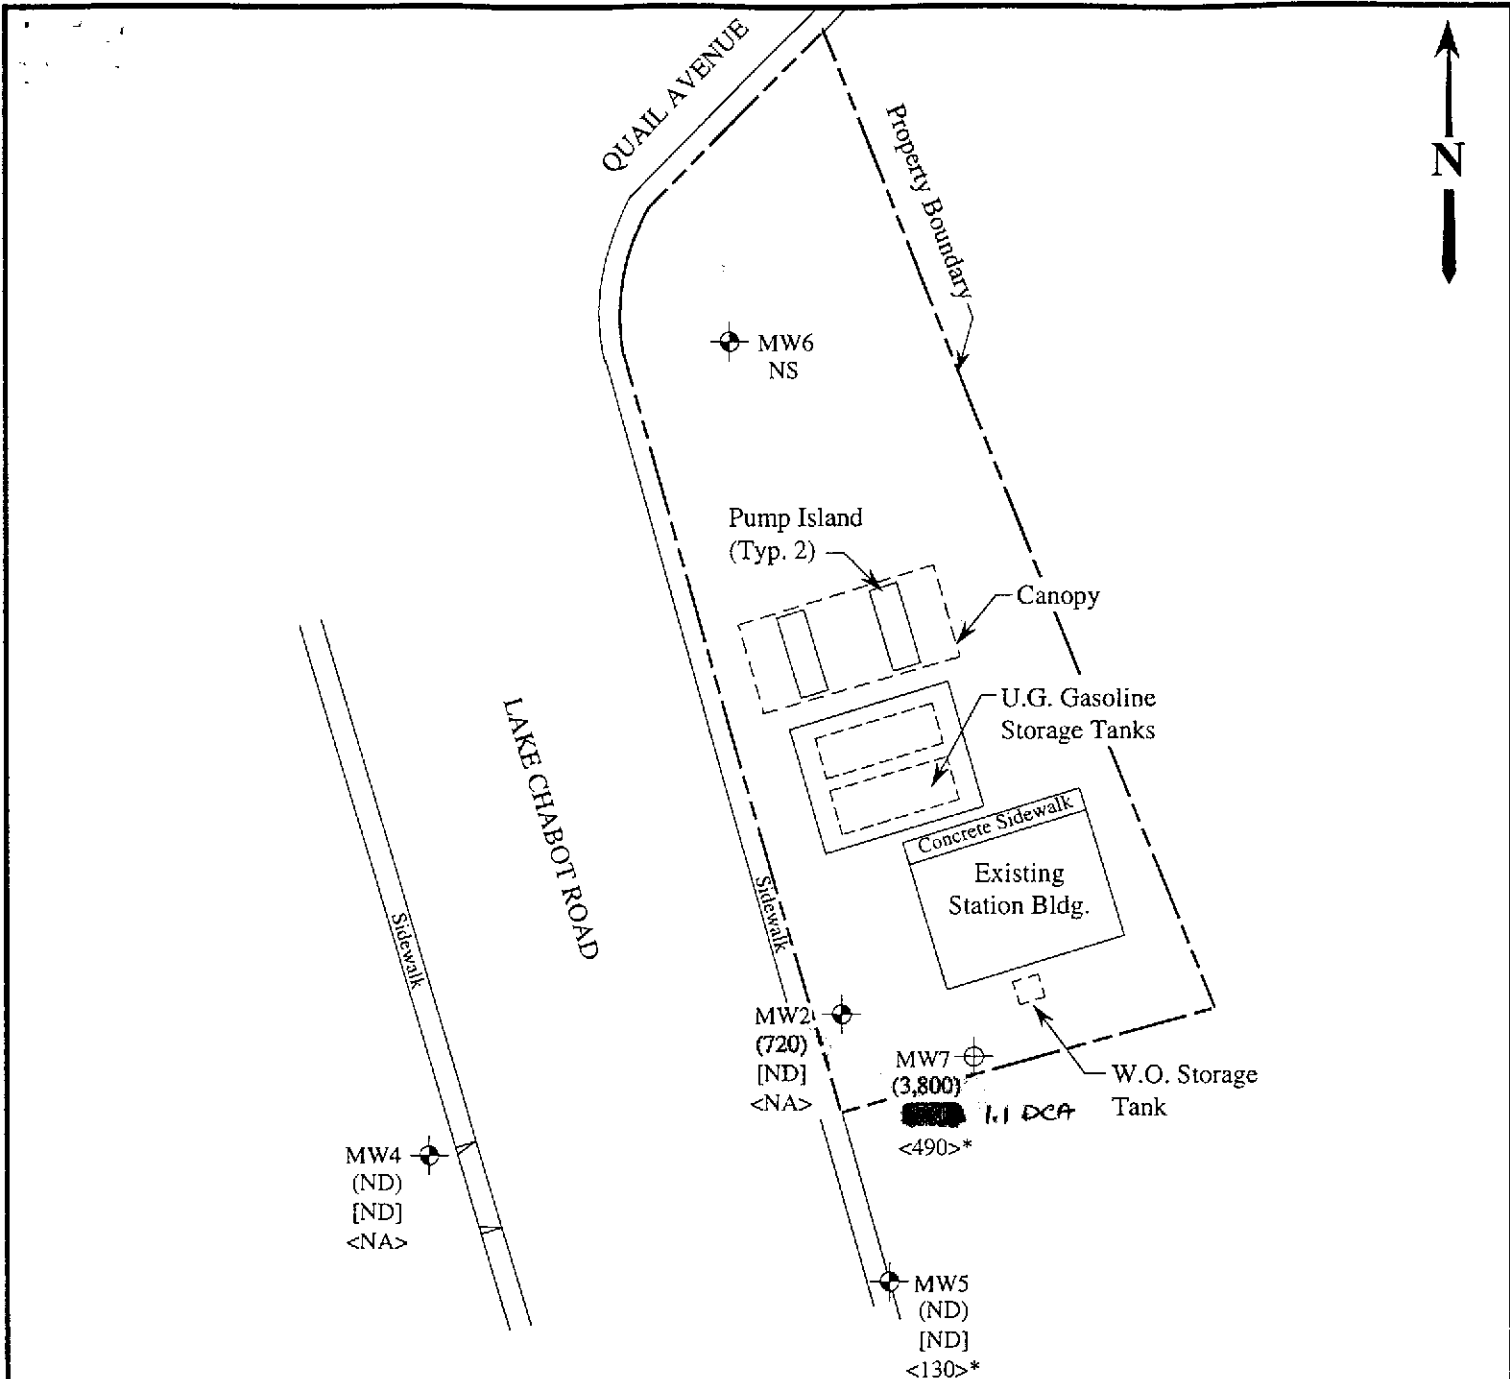 QUAIL AVENUE
N
Property Boundary
MW6
NS
Pump Island
(Typ. 2)
Canopy
U.G. Gasoline
Storage Tanks
LAKE CHABOT ROAD
Concrete Sidewalk
Existing
Station Bldg.
Sidewalk
Sidewalk
MW2
(720)
[ND]
<NA>
MW7
(3,800)
1.1 DCA
<490>*
W.O. Storage
Tank
MW4
(ND)
[ND]
<NA>
MW5
(ND)
[ND]
<130>*